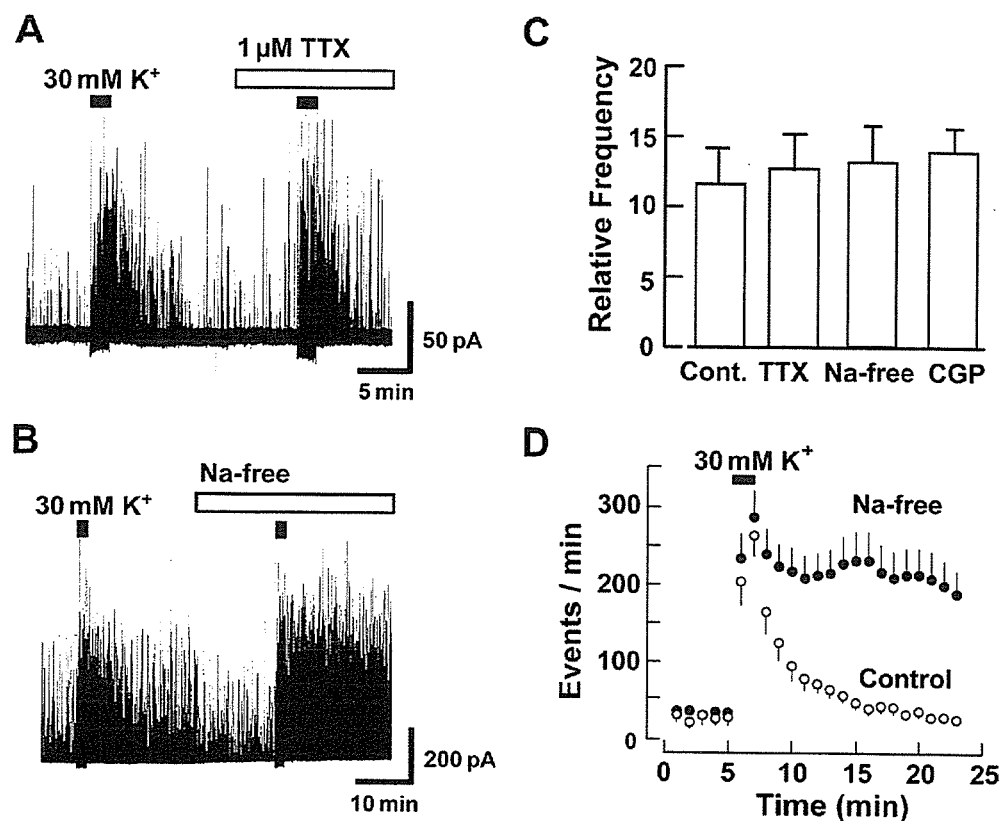 A
1 µM TTX
30 mM K⁺
50 pA
5 min
B
Na-free
30 mM K⁺
200 pA
10 min
C
20
15
10
5
0
Relative Frequency
Cont. TTX Na-free CGP
D
30 mM K⁺
300
200
100
0
Events / min
Na-free
Control
0 5 10 15 20 25
Time (min)